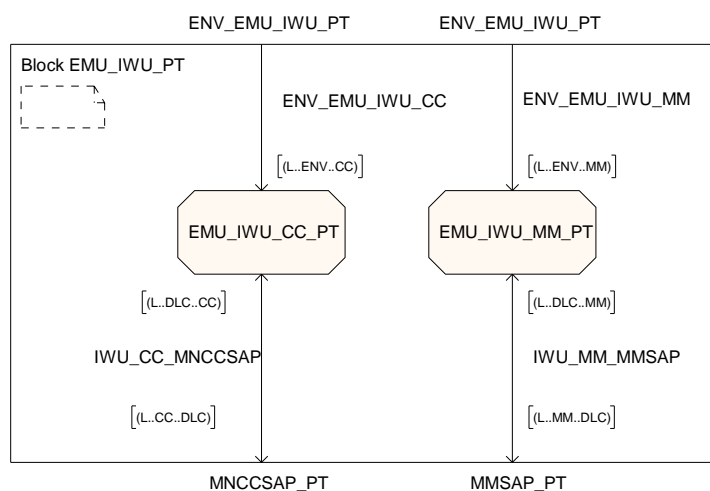 ENV_EMU_IWU_PT ENV_EMU_IWU_PT
Block EMU_IWU_PT
ENV_EMU_IWU_CC ENV_EMU_IWU_MM
[(L..ENV..CC)] [(L..ENV..MM)]
EMU_IWU_CC_PT EMU_IWU_MM_PT
[(L..DLC..CC)] [(L..DLC..MM)]
IWU_CC_MNCCSAP IWU_MM_MMSAP
[(L..CC..DLC)] [(L..MM..DLC)]
MNCCSAP_PT MMSAP_PT